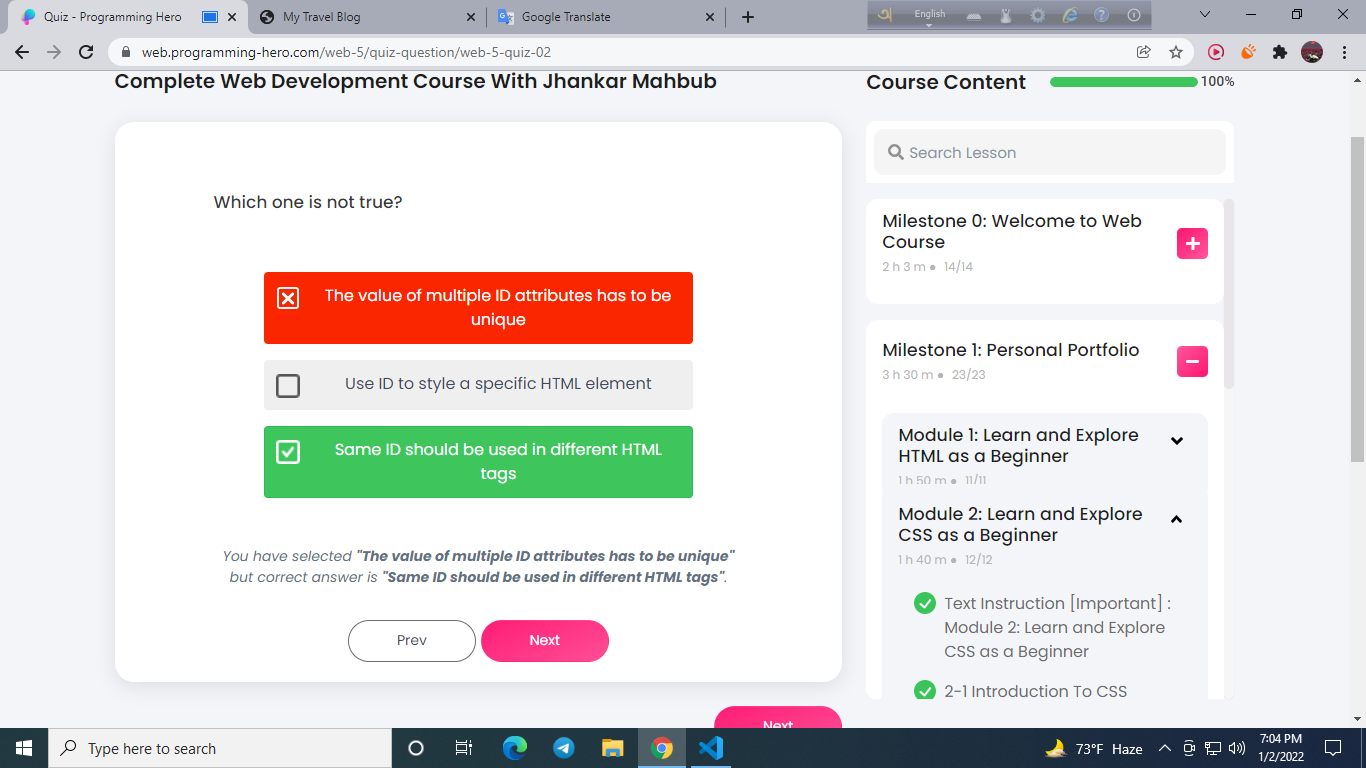 Quiz - Programming Hero
My Travel Blog
Google Translate
English
web.programming-hero.com/web-5/quiz-question/web-5-quiz-02
Complete Web Development Course With Jhankar Mahbub
Which one is not true?
The value of multiple ID attributes has to be
unique
Use ID to style a specific HTML element
Same ID should be used in different HTML
tags
You have selected "The value of multiple ID attributes has to be unique"
but correct answer is "Same ID should be used in different HTML tags".
Prev
Next
Next
Course Content
100%
Search Lesson
Milestone 0: Welcome to Web
Course
2 h 3 m ● 14/14
Milestone 1: Personal Portfolio
3 h 30 m ● 23/23
Module 1: Learn and Explore
HTML as a Beginner
1 h 50 m ● 11/11
Module 2: Learn and Explore
CSS as a Beginner
1 h 40 m ● 12/12
Text Instruction [Important] :
Module 2: Learn and Explore
CSS as a Beginner
2-1 Introduction To CSS
Type here to search
73°F Haze
7:04 PM
1/2/2022